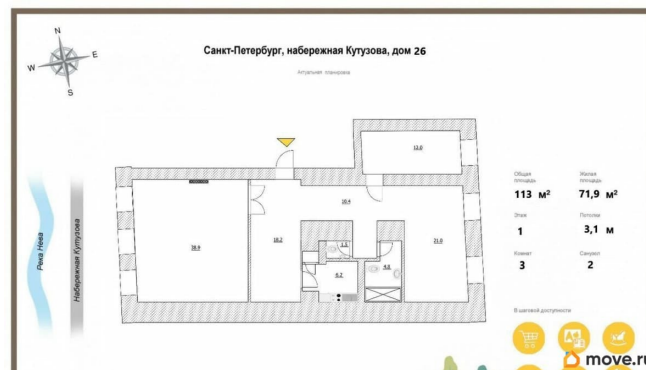 N
W E
S
Санкт-Петербург, набережная Кутузова, дом 26
Актуальная планировка
Река Нева
Набережная Кутузова
12.0
10.4
38.9
18.2
21.0
1.5
6.2
4.8
Общая площадь
Жилая площадь
113 м²
71,9 м²
Этаж
Потолки
1
3,1 м
Комнат
Санузел
3
2
В шаговой доступности
move.ru